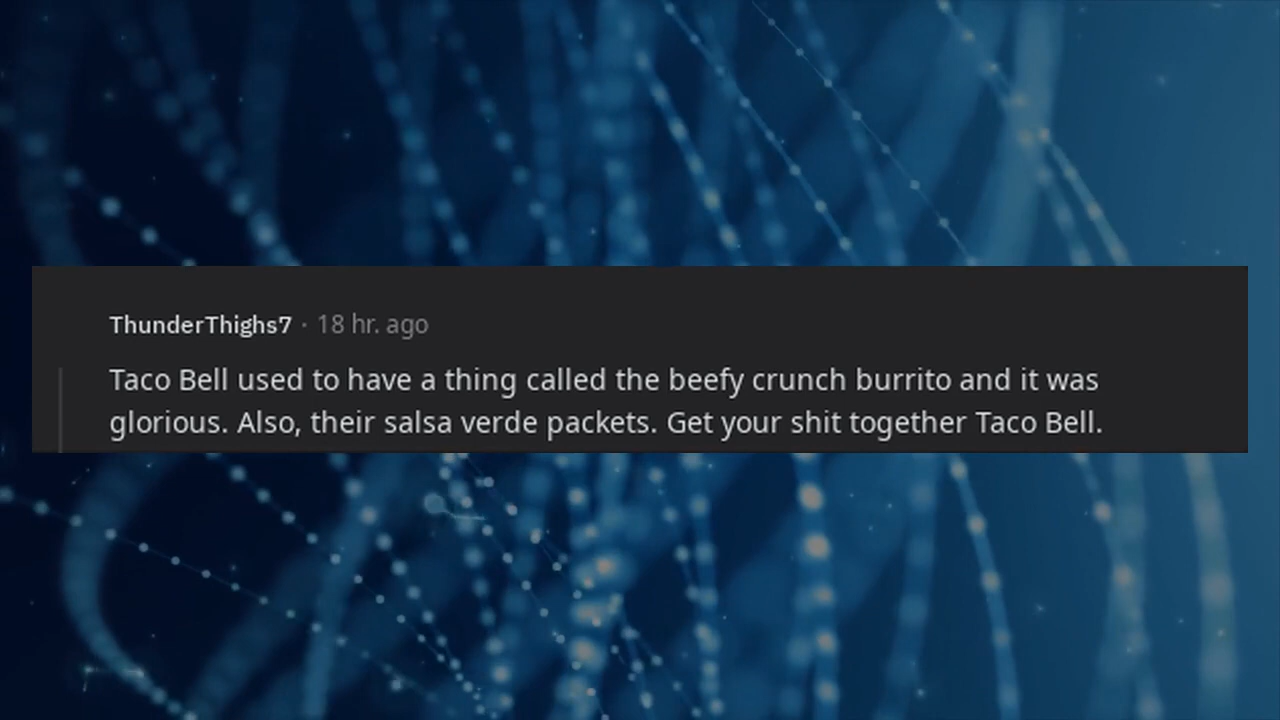 ThunderThighs7 · 18 hr. ago
Taco Bell used to have a thing called the beefy crunch burrito and it was
glorious. Also, their salsa verde packets. Get your shit together Taco Bell.